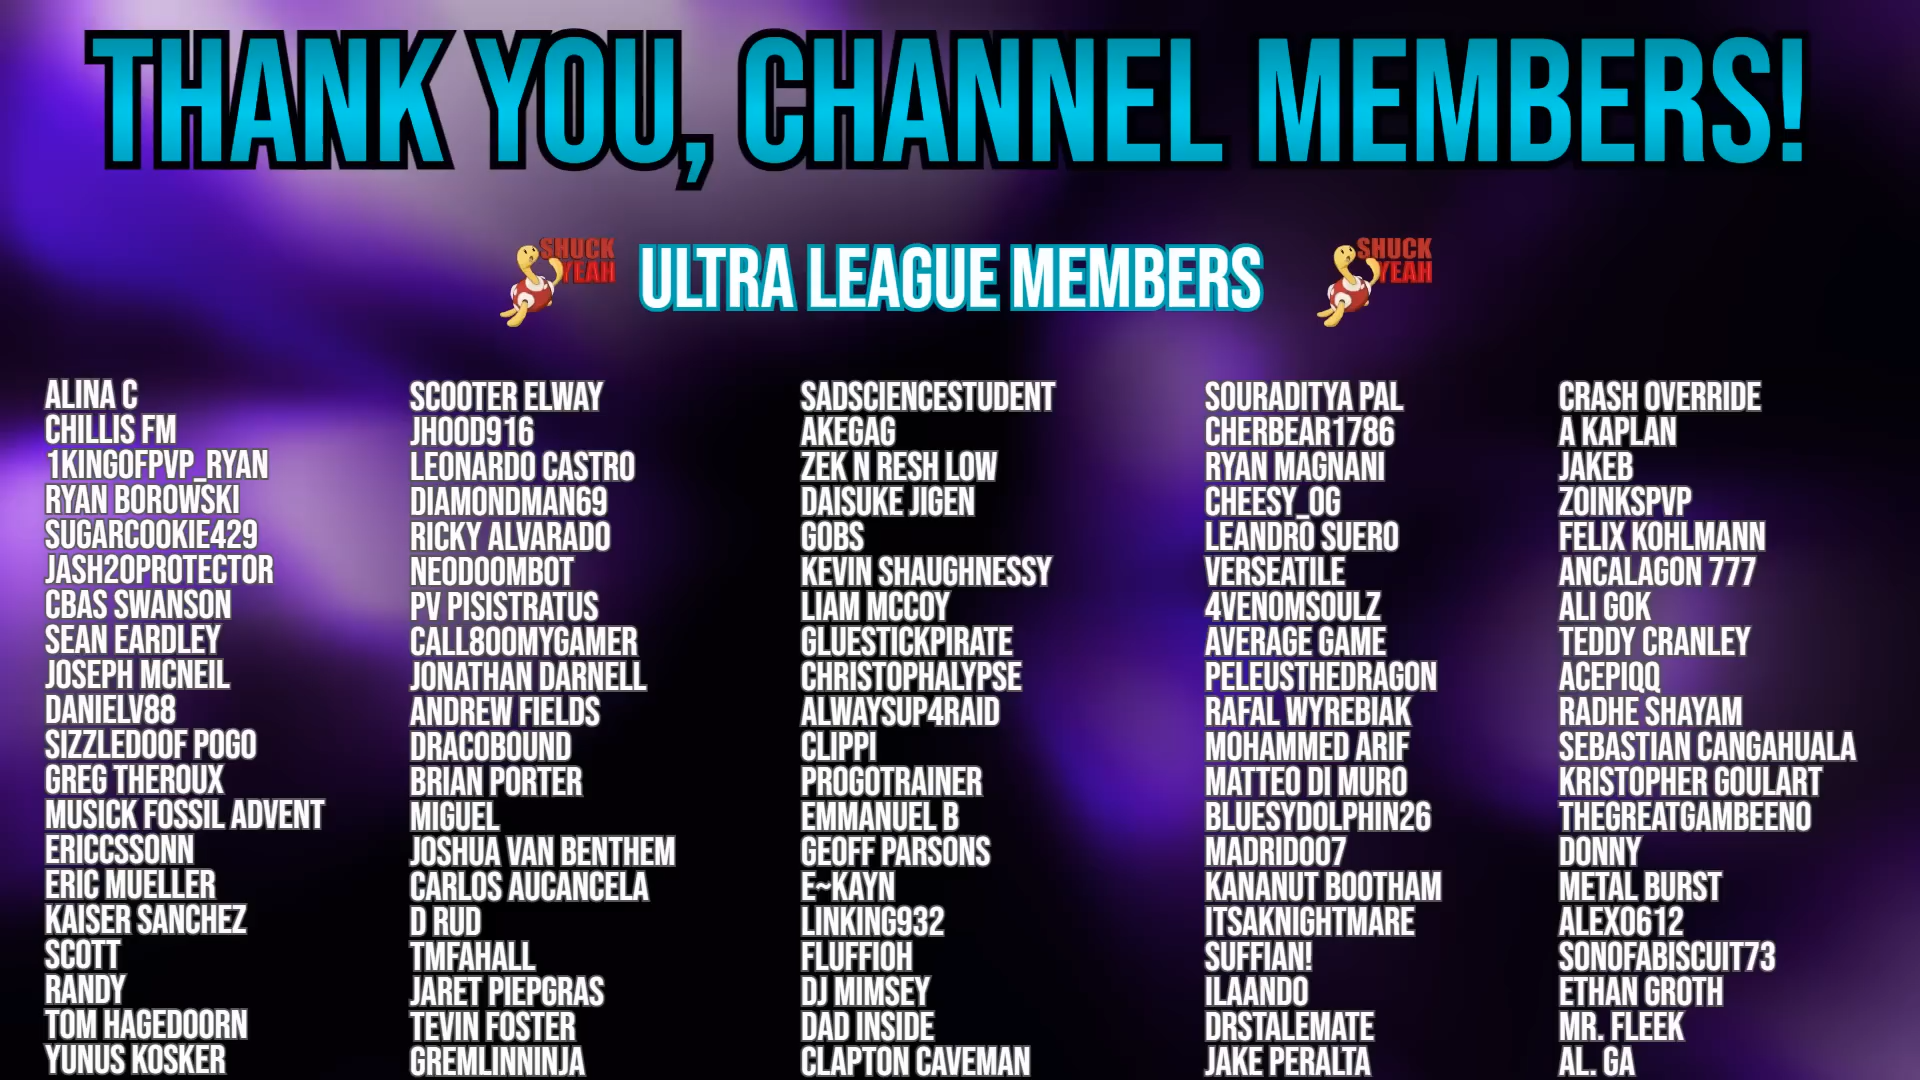 THANK YOU, CHANNEL MEMBERS!
SHUCK
YEAH
ULTRA LEAGUE MEMBERS
SHUCK
YEAH
ALINA C
CHILLIS FM
1KINGOFPVP_RYAN
RYAN BOROWSKI
SUGARCOOKIE429
JASH20PROTECTOR
CBAS SWANSON
SEAN EARDLEY
JOSEPH MCNEIL
DANIELV88
SIZZLEDOOF POGO
GREG THEROUX
MUSICK FOSSIL ADVENT
ERICCSSONN
ERIC MUELLER
KAISER SANCHEZ
SCOTT
RANDY
TOM HAGEDOORN
YUNUS KOSKER
SCOOTER ELWAY
JHOOD916
LEONARDO CASTRO
DIAMONDMAN69
RICKY ALVARADO
NEODOOMBOT
PV PISISTRATUS
CALL800MYGAMER
JONATHAN DARNELL
ANDREW FIELDS
DRACOBOUND
BRIAN PORTER
MIGUEL
JOSHUA VAN BENTHEM
CARLOS AUCANCELA
D RUD
TMFAHALL
JARET PIEPGRAS
TEVIN FOSTER
GREMLINNINJA
SADSCIENCESTUDENT
AKEGAG
ZEK N RESH LOW
DAISUKE JIGEN
GOBS
KEVIN SHAUGHNESSY
LIAM MCCOY
GLUESTICKPIRATE
CHRISTOPHALYPSE
ALWAYSUP4RAID
CLIPPI
PROGOTRAINER
EMMANUEL B
GEOFF PARSONS
E~KAYN
LINKING932
FLUFFIOH
DJ MIMSEY
DAD INSIDE
CLAPTON CAVEMAN
SOURADITYA PAL
CHERBEAR1786
RYAN MAGNANI
CHEESY_OG
LEANDRO SUERO
VERSEATILE
4VENOMSOULZ
AVERAGE GAME
PELEUSTHEDRAGON
RAFAL WYREBIAK
MOHAMMED ARIF
MATTEO DI MURO
BLUESYDOLPHIN26
MADRID007
KANANUT BOOTHAM
ITSAKNIGHTMARE
SUFFIAN!
ILAANDO
DRSTALEMATE
JAKE PERALTA
CRASH OVERRIDE
A KAPLAN
JAKEB
ZOINKSPVP
FELIX KOHLMANN
ANCALAGON 777
ALI GOK
TEDDY CRANLEY
ACEPIQQ
RADHE SHAYAM
SEBASTIAN CANGAHUALA
KRISTOPHER GOULART
THEGREATGAMBEENO
DONNY
METAL BURST
ALEX0612
SONOFABISCUIT73
ETHAN GROTH
MR. FLEEK
AL. GA